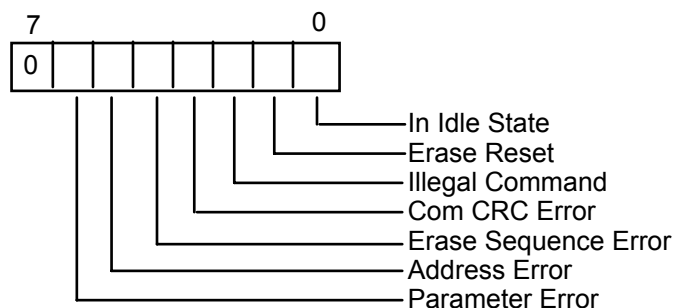 7 0
0
In Idle State
Erase Reset
Illegal Command
Com CRC Error
Erase Sequence Error
Address Error
Parameter Error